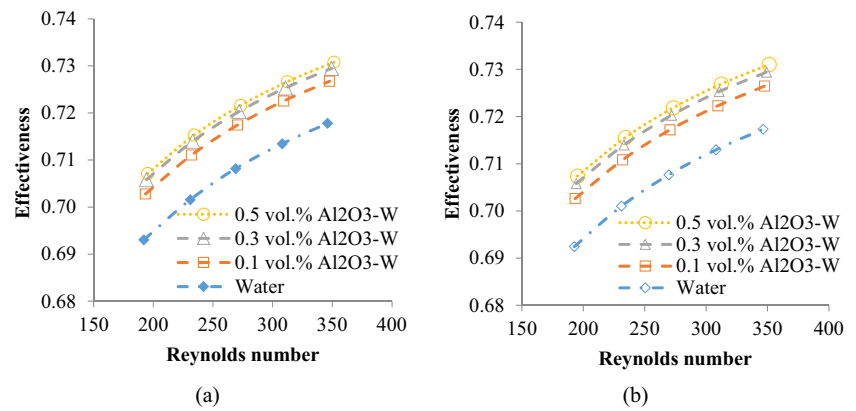 0.74
0.73
0.72
0.71
0.70
0.69
0.68
Effectiveness
0.5 vol.% Al2O3-W
0.3 vol.% Al2O3-W
0.1 vol.% Al2O3-W
Water
150 200 250 300 350 400
Reynolds number
(a)
0.74
0.73
0.72
0.71
0.70
0.69
0.68
Effectiveness
0.5 vol.% Al2O3-W
0.3 vol.% Al2O3-W
0.1 vol.% Al2O3-W
Water
150 200 250 300 350 400
Reynolds number
(b)